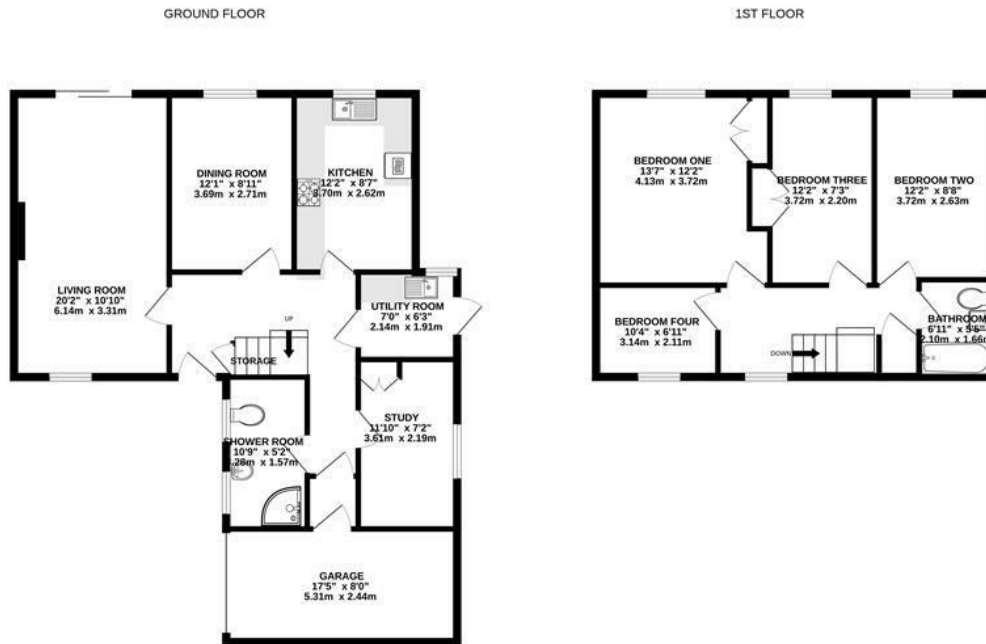 GROUND FLOOR
1ST FLOOR
DINING ROOM
12'1" x 8'11"
3.69m x 2.71m
KITCHEN
12'2" x 8'7"
3.70m x 2.62m
LIVING ROOM
20'2" x 10'10"
6.14m x 3.31m
UTILITY ROOM
7'0" x 6'3"
2.14m x 1.91m
UP
STORAGE
STUDY
11'10" x 7'2"
3.61m x 2.19m
SHOWER ROOM
10'9" x 5'2"
3.28m x 1.57m
GARAGE
17'5" x 8'0"
5.31m x 2.44m
BEDROOM ONE
13'7" x 12'2"
4.13m x 3.72m
BEDROOM THREE
12'2" x 7'3"
3.72m x 2.20m
BEDROOM TWO
12'2" x 8'8"
3.72m x 2.63m
BEDROOM FOUR
10'4" x 6'11"
3.14m x 2.11m
DOWN
BATHROOM
6'11" x 5'5"
2.10m x 1.66m